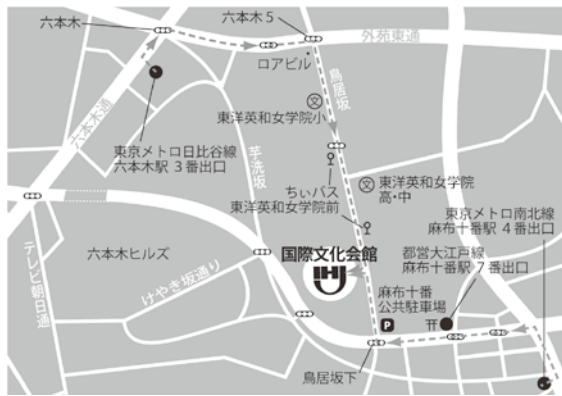 六本木
六本木5
外苑東通
ロアビル
鳥居坂
文
東洋英和女学院小
六本木通
東京メトロ日比谷線
六本木駅 3番出口
芋洗坂
ちぃバス
東洋英和女学院前
文
東洋英和女学院
高・中
東京メトロ南北線
麻布十番駅 4番出口
テレビ朝日通
六本木ヒルズ
国際文化会館
IHJ
都営大江戸線
麻布十番駅 7番出口
けやき坂通り
麻布十番
公共駐車場
P
鳥居坂下